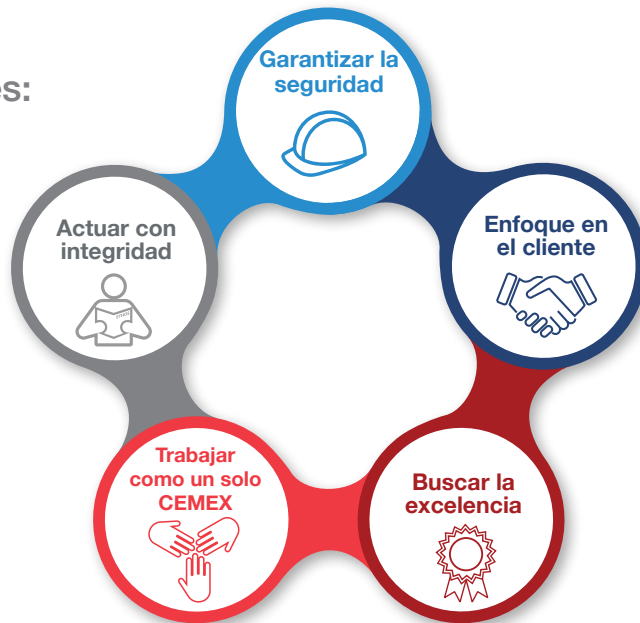 es:
Garantizar la
seguridad
Enfoque en
el cliente
Buscar la
excelencia
Trabajar
como un solo
CEMEX
Actuar con
integridad